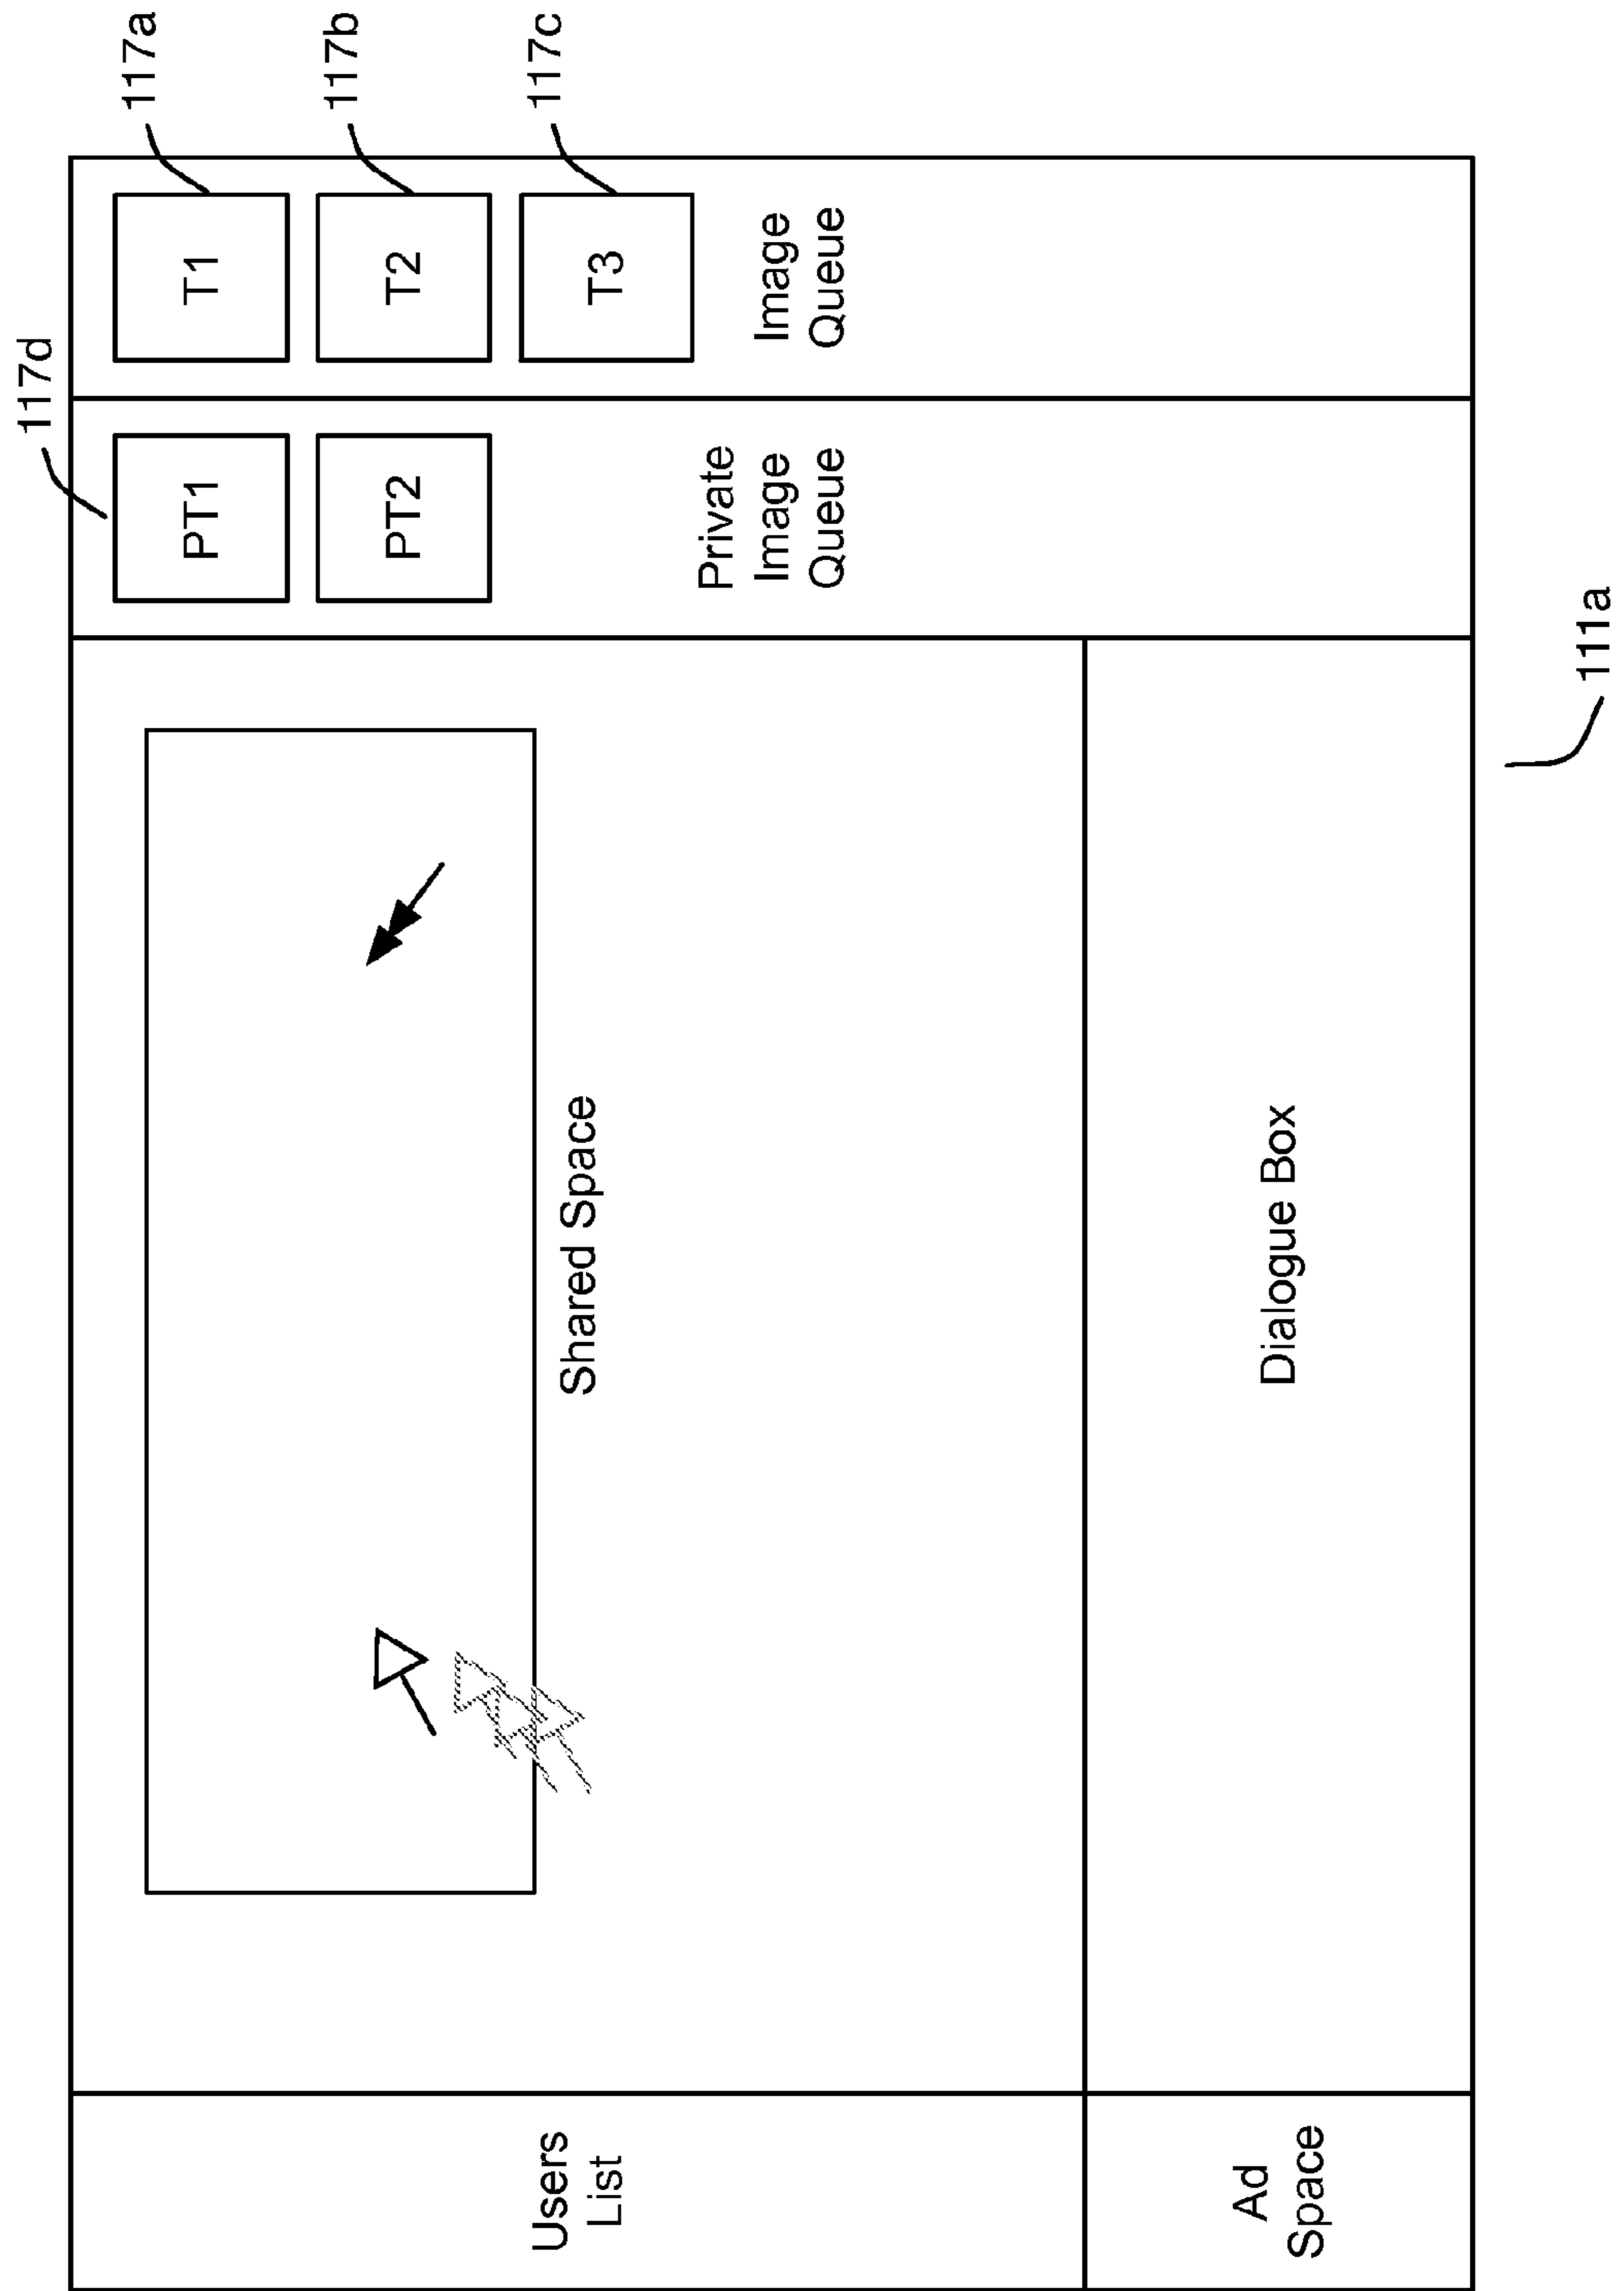 117d
117a
117b
117c
Users
List
Shared Space
PT1
PT2
Private
Image
Queue
T1
T2
T3
Image
Queue
Ad
Space
Dialogue Box
111a